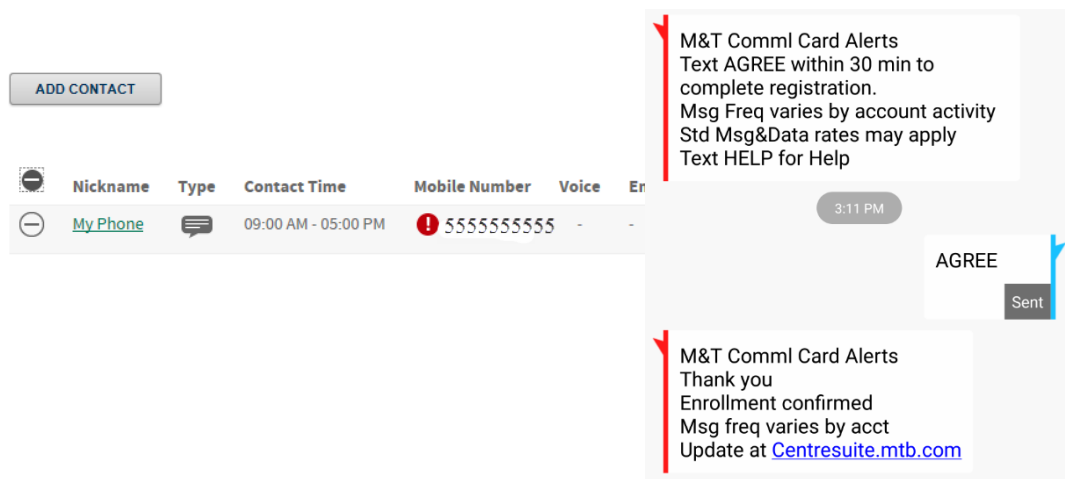 ADD CONTACT
Nickname Type Contact Time Mobile Number Voice
My Phone 09:00 AM - 05:00 PM 5555555555 - -
M&T Comml Card Alerts
Text AGREE within 30 min to
complete registration.
Msg Freq varies by account activity
Std Msg&Data rates may apply
Text HELP for Help
3:11 PM
AGREE
Sent
M&T Comml Card Alerts
Thank you
Enrollment confirmed
Msg freq varies by acct
Update at Centresuite.mtb.com